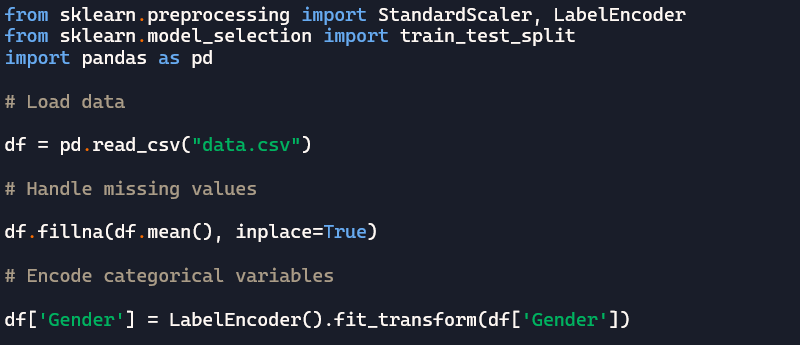 from sklearn.preprocessing import StandardScaler, LabelEncoder
from sklearn.model_selection import train_test_split
import pandas as pd
# Load data
df = pd.read_csv("data.csv")
# Handle missing values
df.fillna(df.mean(), inplace=True)
# Encode categorical variables
df['Gender'] = LabelEncoder().fit_transform(df['Gender'])